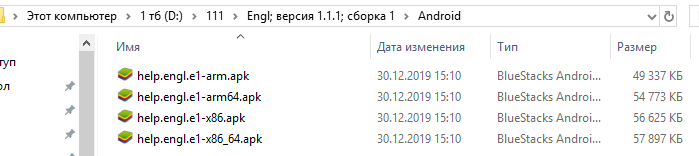 Этот компьютер > 1 тб (D:) > 111 > Engl; версия 1.1.1; сборка 1 > Android
Имя Дата изменения Тип Размер
туп
help.engl.e1-arm.apk 30.12.2019 15:10 BlueStacks Androi... 49 337 КБ
ол
help.engl.e1-arm64.apk 30.12.2019 15:10 BlueStacks Androi... 54 773 КБ
help.engl.e1-x86.apk 30.12.2019 15:10 BlueStacks Androi... 56 625 КБ
help.engl.e1-x86_64.apk 30.12.2019 15:10 BlueStacks Androi... 57 897 КБ